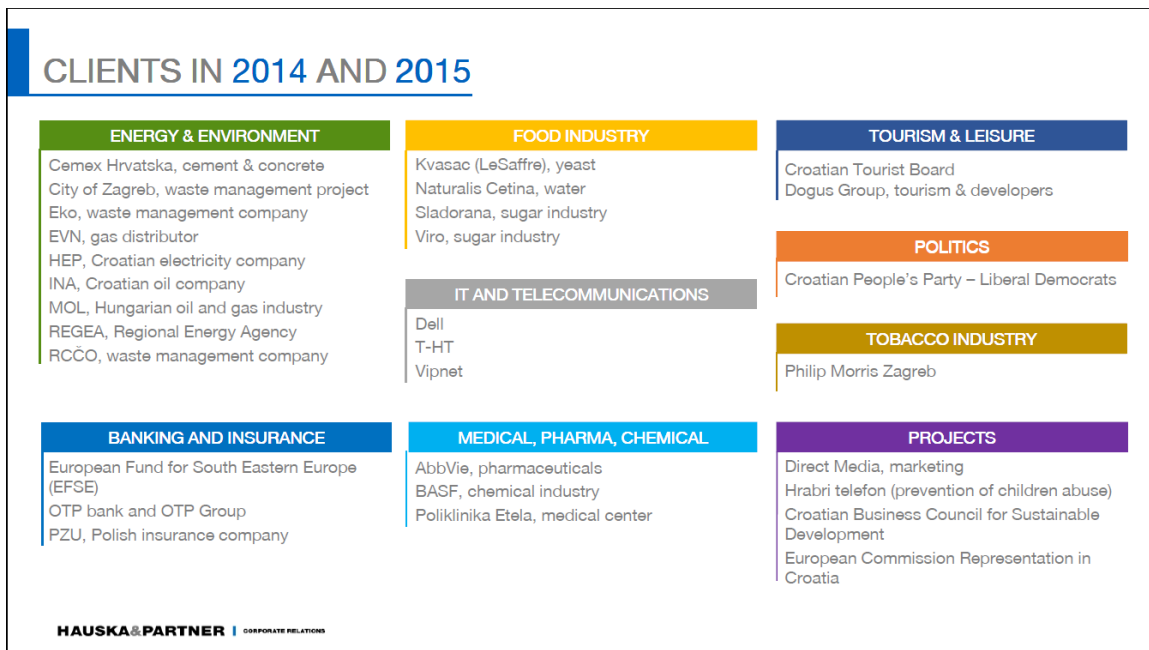 CLIENTS IN 2014 AND 2015
ENERGY & ENVIRONMENT
Cemex Hrvatska, cement & concrete
City of Zagreb, waste management project
Eko, waste management company
EVN, gas distributor
HEP, Croatian electricity company
INA, Croatian oil company
MOL, Hungarian oil and gas industry
REGEA, Regional Energy Agency
RCČO, waste management company
FOOD INDUSTRY
Kvasac (LeSaffre), yeast
Naturalis Cetina, water
Sladorana, sugar industry
Viro, sugar industry
IT AND TELECOMMUNICATIONS
Dell
T-HT
Vipnet
TOURISM & LEISURE
Croatian Tourist Board
Dogus Group, tourism & developers
POLITICS
Croatian People's Party – Liberal Democrats
TOBACCO INDUSTRY
Philip Morris Zagreb
BANKING AND INSURANCE
European Fund for South Eastern Europe
(EFSE)
OTP bank and OTP Group
PZU, Polish insurance company
MEDICAL, PHARMA, CHEMICAL
AbbVie, pharmaceuticals
BASF, chemical industry
Poliklinika Etela, medical center
PROJECTS
Direct Media, marketing
Hrabri telefon (prevention of children abuse)
Croatian Business Council for Sustainable
Development
European Commission Representation in
Croatia
HAUSKA&PARTNER | CORPORATE RELATIONS